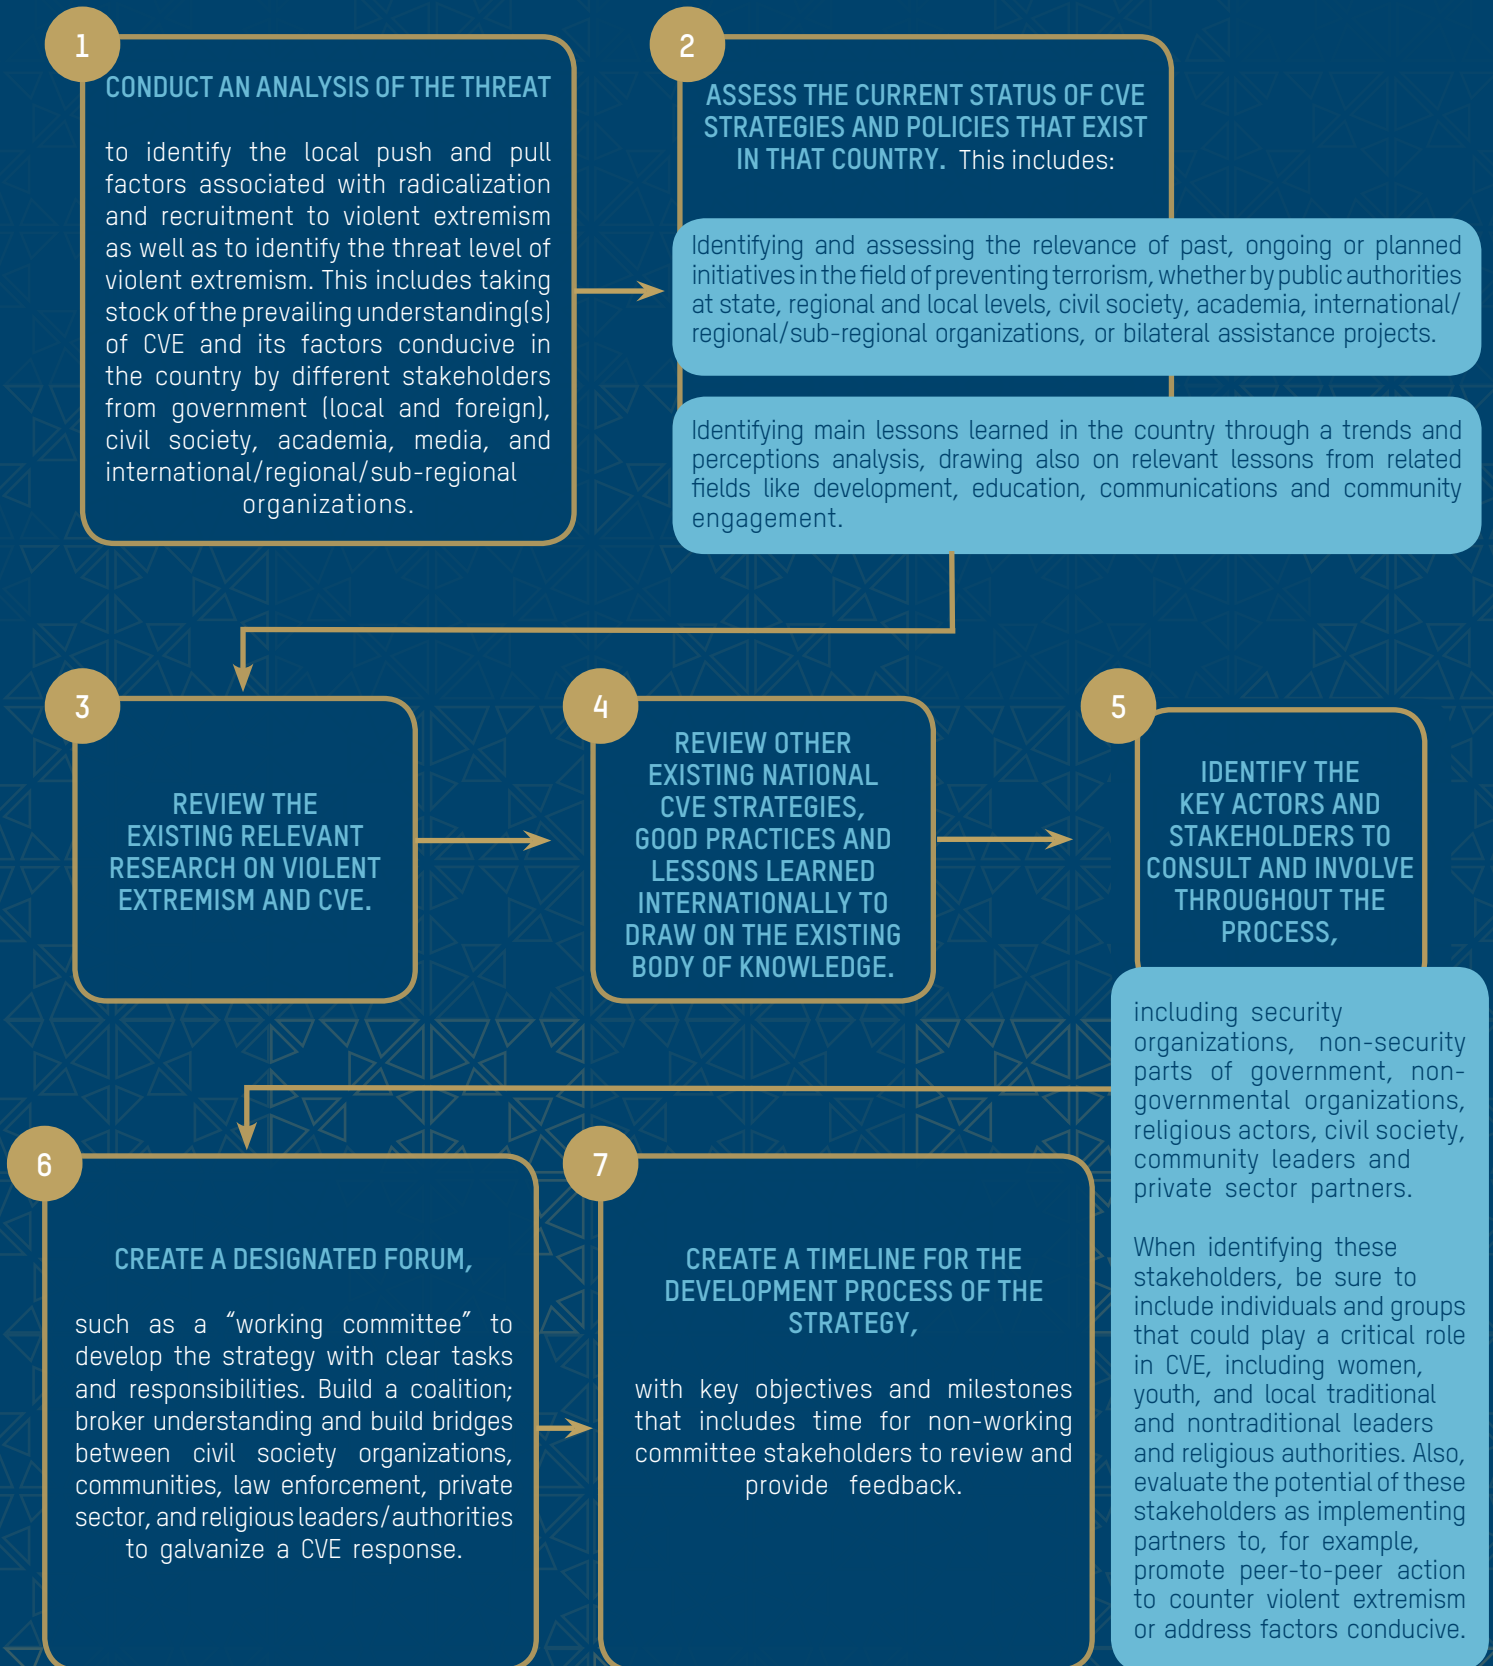 1
CONDUCT AN ANALYSIS OF THE THREAT
to identify the local push and pull
factors associated with radicalization
and recruitment to violent extremism
as well as to identify the threat level of
violent extremism. This includes taking
stock of the prevailing understanding(s)
of CVE and its factors conducive in
the country by different stakeholders
from government (local and foreign),
civil society, academia, media, and
international/regional/sub-regional
organizations.
2
ASSESS THE CURRENT STATUS OF CVE
STRATEGIES AND POLICIES THAT EXIST
IN THAT COUNTRY. This includes:
Identifying and assessing the relevance of past, ongoing or planned
initiatives in the field of preventing terrorism, whether by public authorities
at state, regional and local levels, civil society, academia, international/
regional/sub-regional organizations, or bilateral assistance projects.
Identifying main lessons learned in the country through a trends and
perceptions analysis, drawing also on relevant lessons from related
fields like development, education, communications and community
engagement.
3
REVIEW THE
EXISTING RELEVANT
RESEARCH ON VIOLENT
EXTREMISM AND CVE.
4
REVIEW OTHER
EXISTING NATIONAL
CVE STRATEGIES,
GOOD PRACTICES AND
LESSONS LEARNED
INTERNATIONALLY TO
DRAW ON THE EXISTING
BODY OF KNOWLEDGE.
5
IDENTIFY THE
KEY ACTORS AND
STAKEHOLDERS TO
CONSULT AND INVOLVE
THROUGHOUT THE
PROCESS,
including security
organizations, non-security
parts of government, non-
governmental organizations,
religious actors, civil society,
community leaders and
private sector partners.
When identifying these
stakeholders, be sure to
include individuals and groups
that could play a critical role
in CVE, including women,
youth, and local traditional
and nontraditional leaders
and religious authorities. Also,
evaluate the potential of these
stakeholders as implementing
partners to, for example,
promote peer-to-peer action
to counter violent extremism
or address factors conducive.
6
CREATE A DESIGNATED FORUM,
such as a “working committee” to
develop the strategy with clear tasks
and responsibilities. Build a coalition;
broker understanding and build bridges
between civil society organizations,
communities, law enforcement, private
sector, and religious leaders/authorities
to galvanize a CVE response.
7
CREATE A TIMELINE FOR THE
DEVELOPMENT PROCESS OF THE
STRATEGY,
with key objectives and milestones
that includes time for non-working
committee stakeholders to review and
provide feedback.